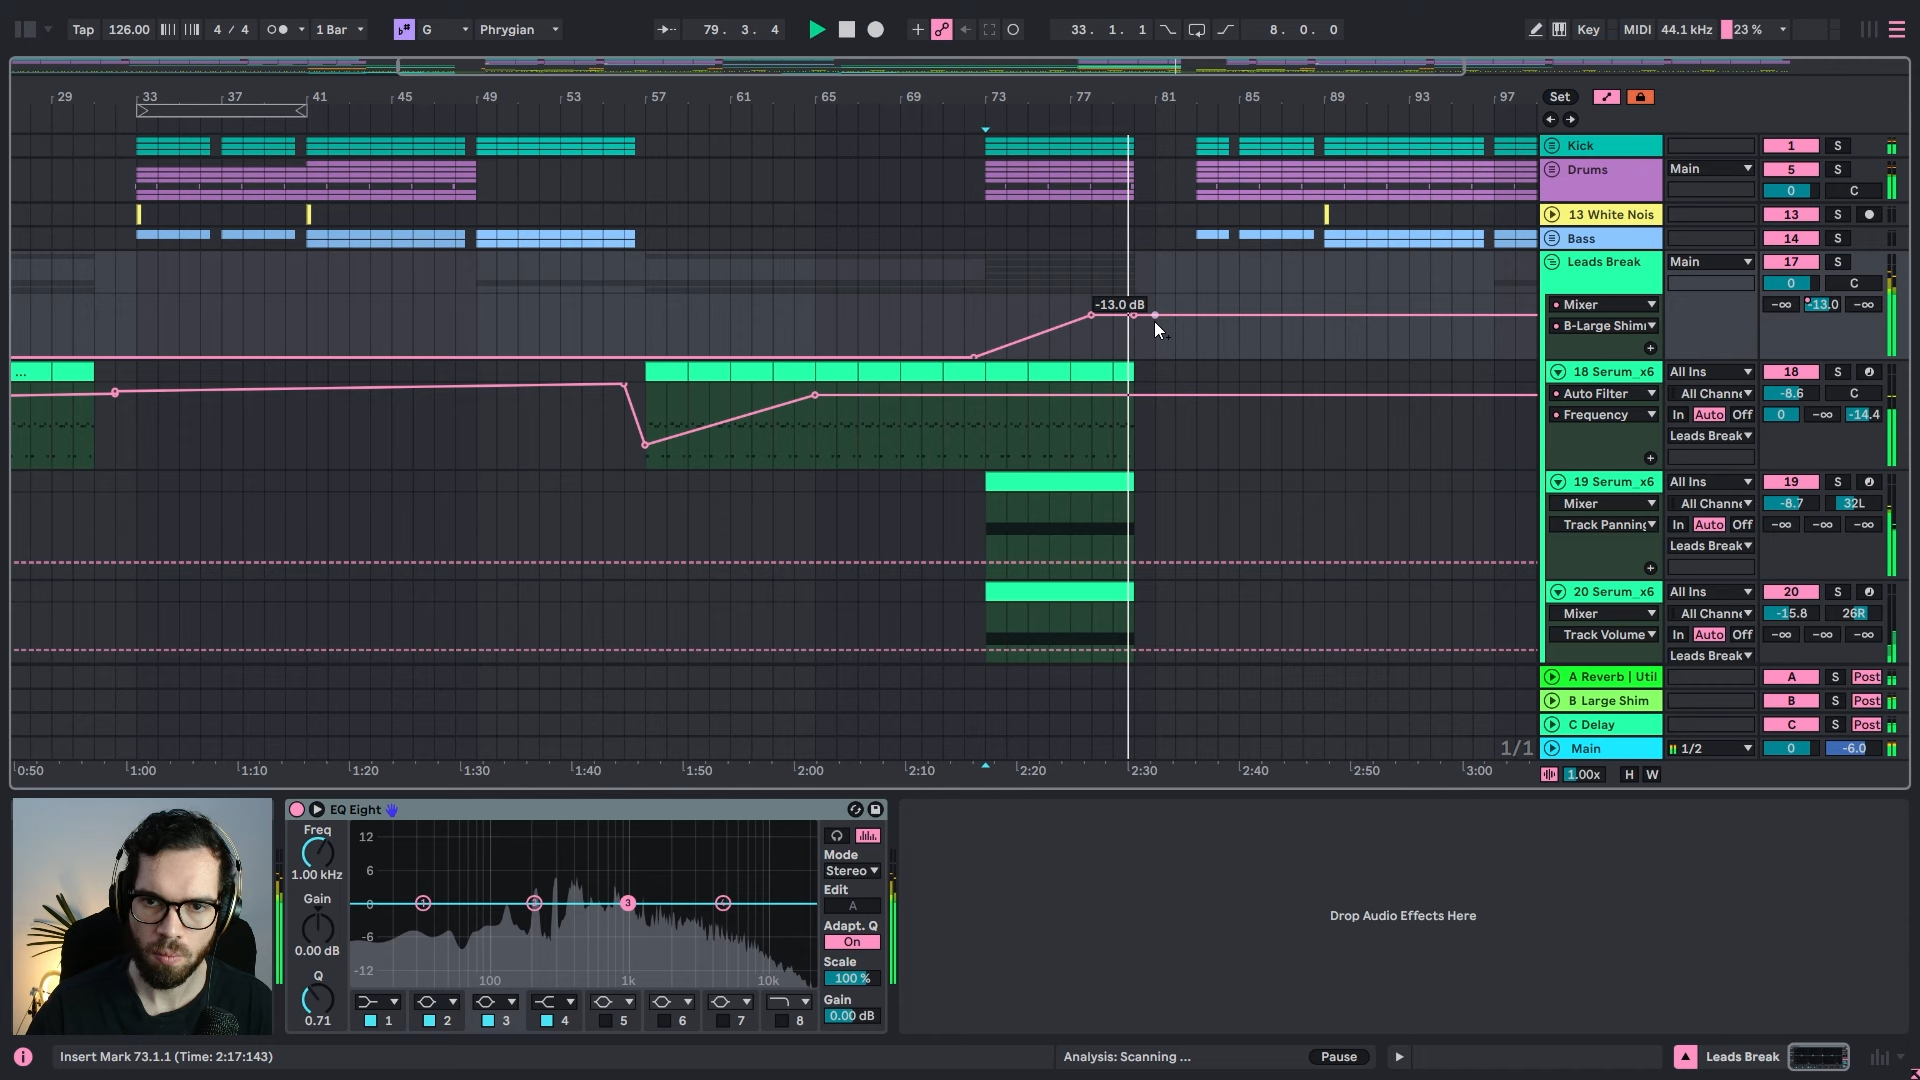 Tap 126.00 4 / 4 1 Bar G Phrygian 79. 3. 4 33. 1. 1 8. 0. 0 Key MIDI 44.1 kHz 23 %
29 33 37 41 45 49 53 57 61 65 69 73 77 81 85 89 93 97 Set
Kick 1 S
Drums Main 5 S
0 C
13 White Nois 13 S
Bass 14 S
Leads Break Main 17 S
0 C
-13.0 dB
Mixer -∞ -13.0 -∞
B-Large Shim
... 18 Serum_x6 All Ins 18 S
Auto Filter All Chann -8.6 C
Frequency In Auto Off 0 -∞ -14.4
Leads Break
19 Serum_x6 All Ins 19 S
Mixer All Chann -8.7 32L
Track Panning In Auto Off -∞ -∞ -∞
Leads Break
20 Serum_x6 All Ins 20 S
Mixer All Chann -15.8 26R
Track Volume In Auto Off -∞ -∞ -∞
Leads Break
A Reverb | Util A S Post
B Large Shim B S Post
C Delay C S Post
1/1 Main 1/2 0 -6.0
0:50 1:00 1:10 1:20 1:30 1:40 1:50 2:00 2:10 2:20 2:30 2:40 2:50 3:00 1.00x H W
EQ Eight
Freq
1.00 kHz
Gain
0.00 dB
Q
0.71
12
6
0
-6
-12
1 2 3 4
100 1k 10k
1 2 3 4 5 6 7 8
Mode
Stereo
Edit
A
Adapt. Q
On
Scale
100 %
Gain
0.00 dB
Drop Audio Effects Here
Insert Mark 73.1.1 (Time: 2:17:143) Analysis: Scanning ... Pause Leads Break